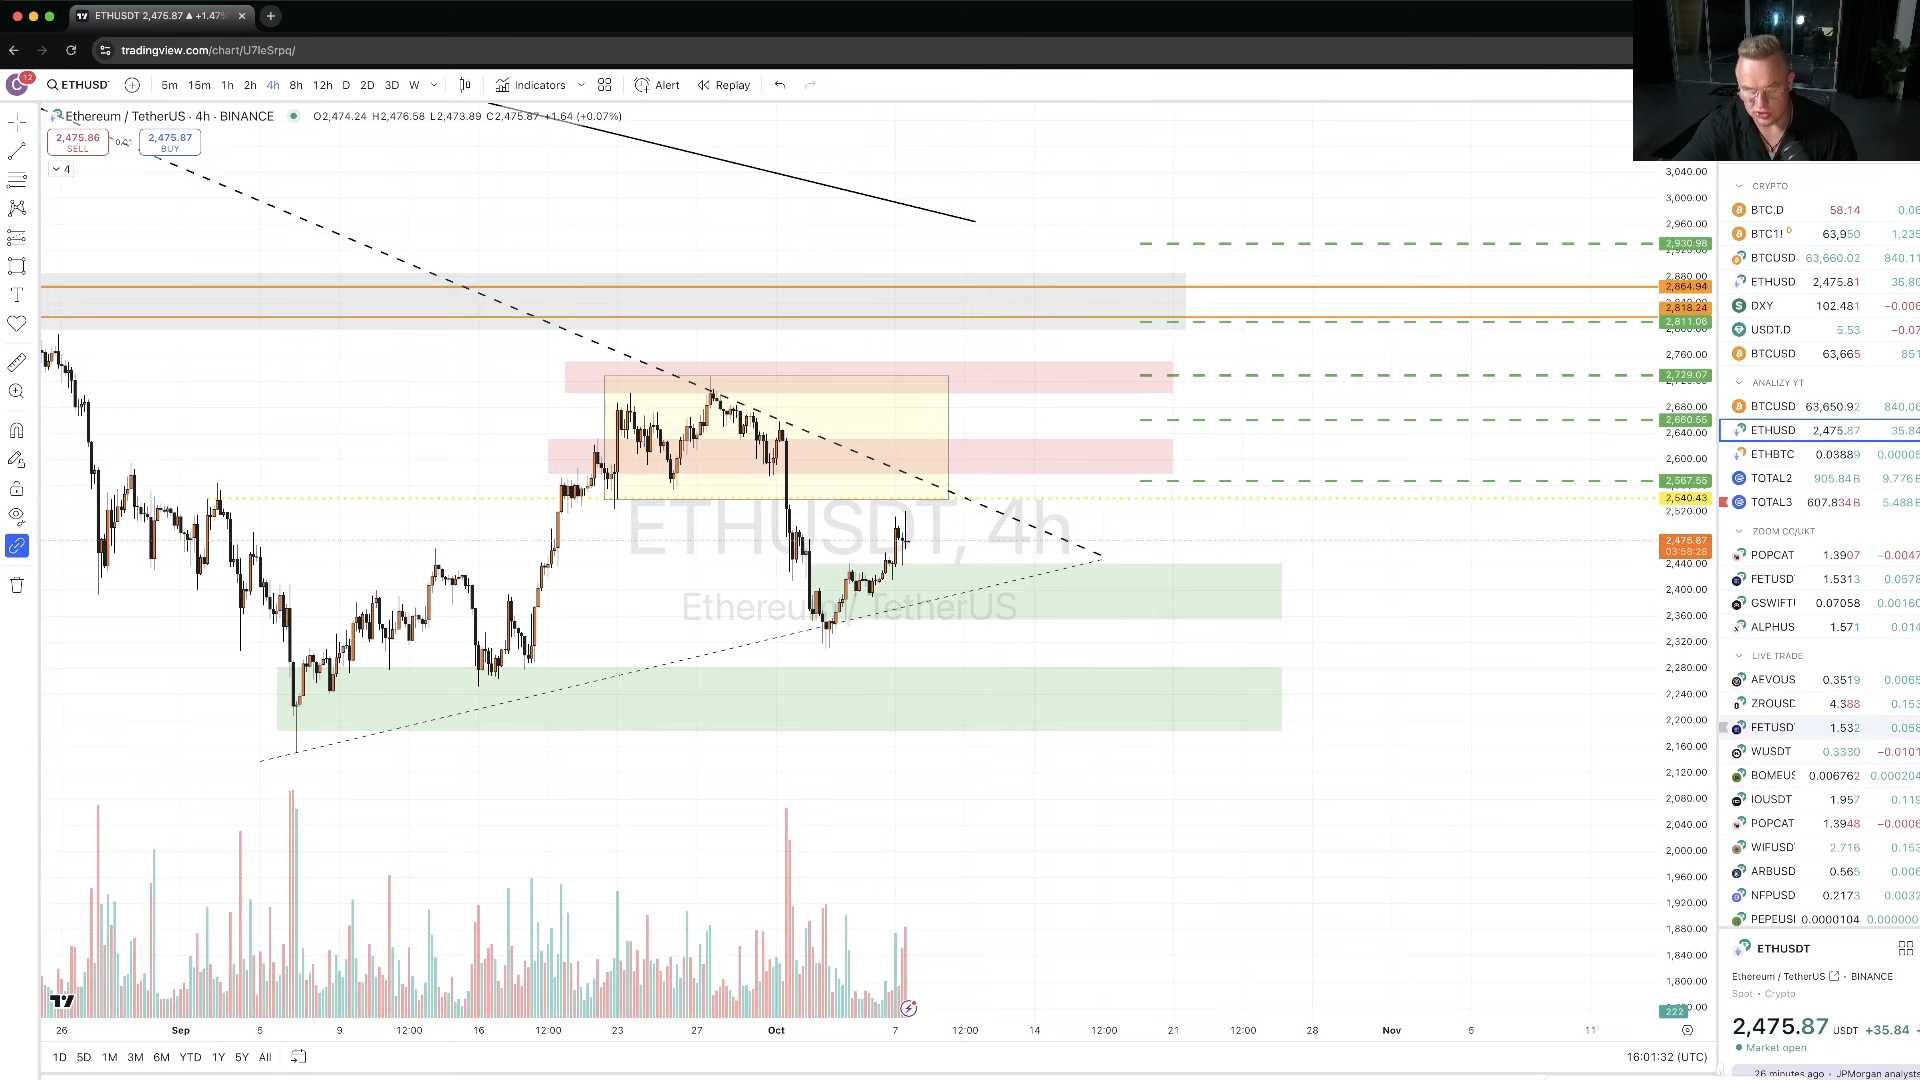 ETHUSDT 2,475.87 ▲ +1.47%
tradingview.com/chart/U7IeSrpq/
12
ETHUSD
5m 15m 1h 2h 4h 8h 12h D 2D 3D W
Indicators
Alert
Replay
Ethereum / TetherUS · 4h · BINANCE
O2,474.24 H2,476.58 L2,473.89 C2,475.87 +1.64 (+0.07%)
2,475.86
SELL
0.01
2,475.87
BUY
4
ETHUSDT, 4h
Ethereum / TetherUS
3,040.00
3,000.00
2,960.00
2,930.98
2,880.00
2,864.94
2,818.24
2,811.06
2,760.00
2,729.07
2,680.00
2,660.55
2,640.00
2,600.00
2,567.55
2,540.43
2,520.00
2,475.87
03:58:28
2,440.00
2,400.00
2,360.00
2,320.00
2,280.00
2,240.00
2,200.00
2,160.00
2,120.00
2,080.00
2,040.00
2,000.00
1,960.00
1,920.00
1,880.00
1,840.00
1,800.00
222
26 Sep 5 9 12:00 16 12:00 23 27 Oct 7 12:00 14 12:00 21 12:00 28 Nov 5 11
1D 5D 1M 3M 6M YTD 1Y 5Y All
16:01:32 (UTC)
CRYPTO
BTC.D 58.14 0.06
BTC1! D 63,950 1,235
BTCUSD 63,660.02 840.11
ETHUSD 2,475.81 35.80
DXY 102.481 −0.006
USDT.D 5.53 −0.07
BTCUSD 63,665 851
ANALIZY YT
BTCUSD 63,650.92 840.06
ETHUSD 2,475.87 35.84
ETHBTC 0.03889 0.00005
TOTAL2 905.84B 9.776B
TOTAL3 607.834B 5.488B
ZOOM CC/UKT
POPCAT 1.3907 −0.0047
FETUSD 1.5313 0.0578
GSWIFT 0.07058 0.00160
ALPHUS 1.571 0.014
LIVE TRADE
AEVOUS 0.3519 0.0065
ZROUSD 4.388 0.153
FETUSD 1.532 0.058
WUSDT 0.3330 −0.0101
BOMEUS 0.006762 0.000204
IOUSDT 1.957 0.119
POPCAT 1.3948 −0.0006
WIFUSD 2.716 0.153
ARBUSD 0.565 0.006
NFPUSD 0.2173 0.0032
PEPEUSI 0.0000104 0.000000
ETHUSDT
Ethereum / TetherUS · BINANCE
Spot · Crypto
2,475.87 USDT +35.84
Market open
26 minutes ago · JPMorgan analysts